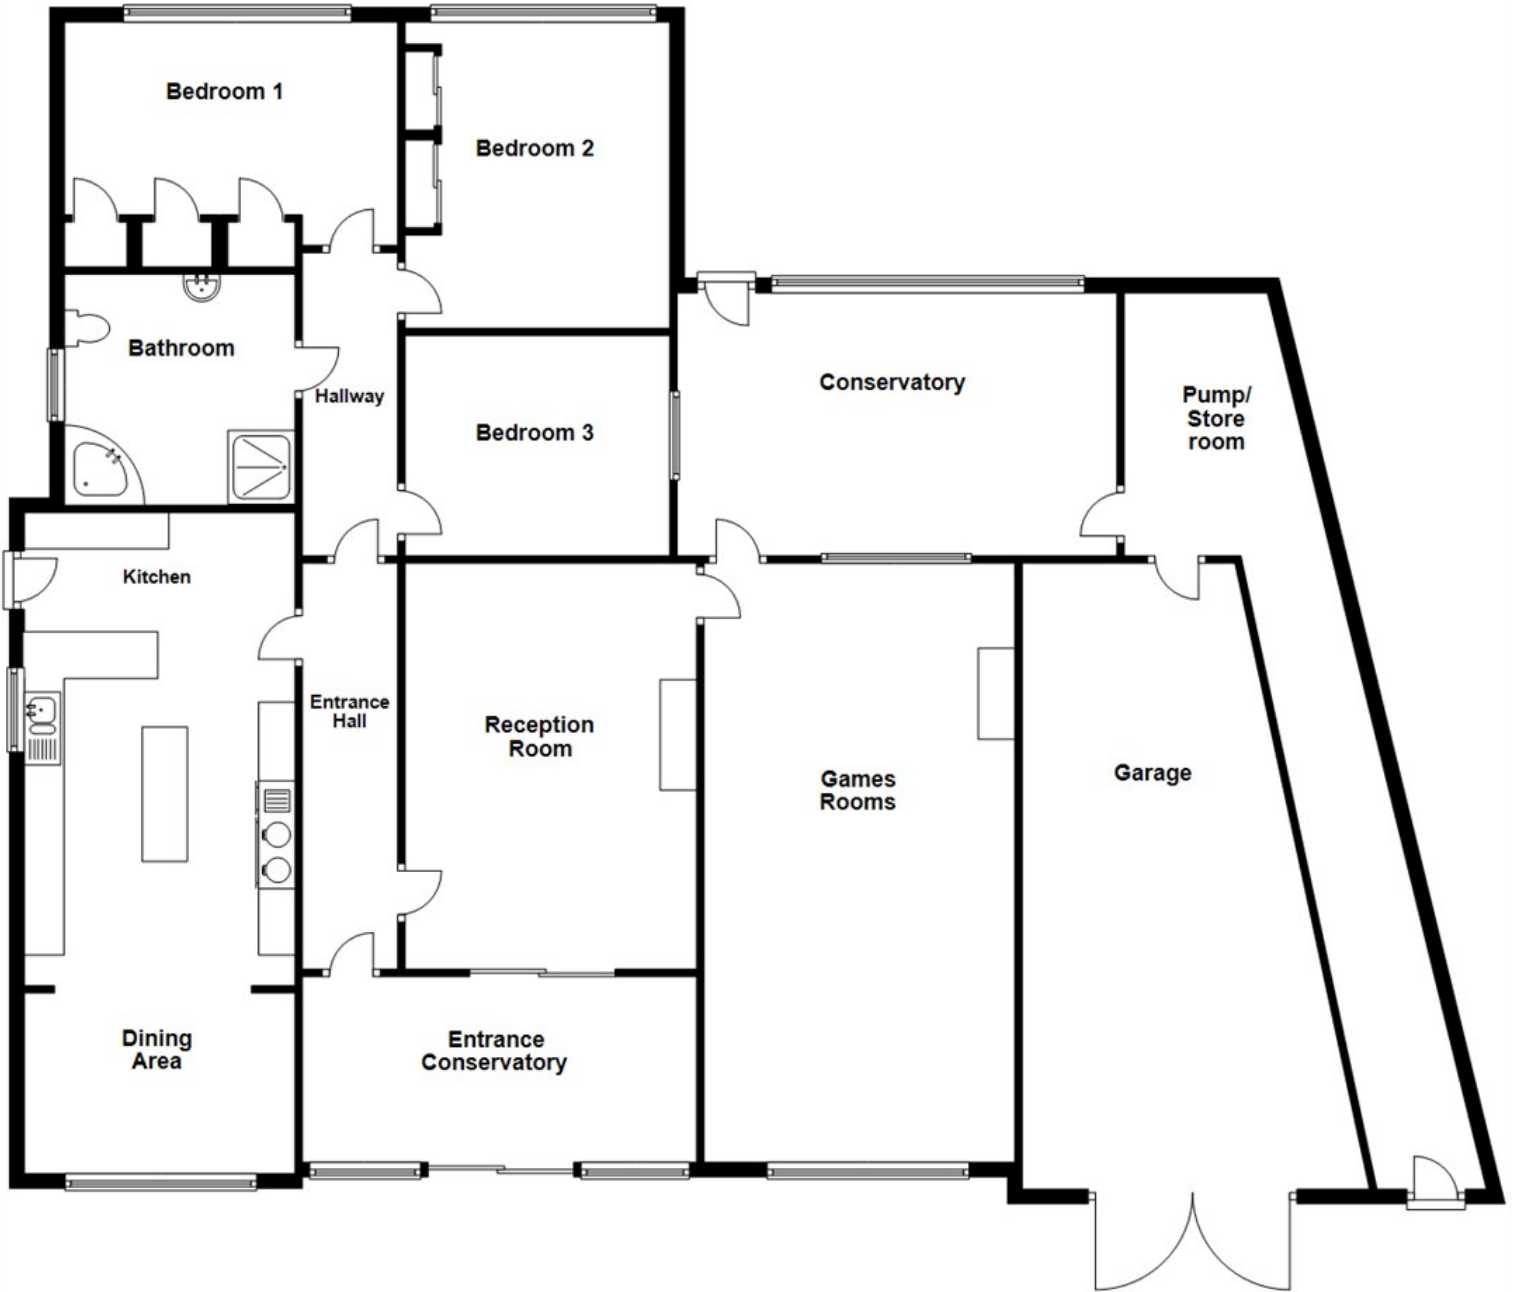 Bedroom 1
Bedroom 2
Bathroom
Hallway
Bedroom 3
Conservatory
Pump/
Store
room
Kitchen
Entrance
Hall
Reception
Room
Games
Rooms
Garage
Dining
Area
Entrance
Conservatory